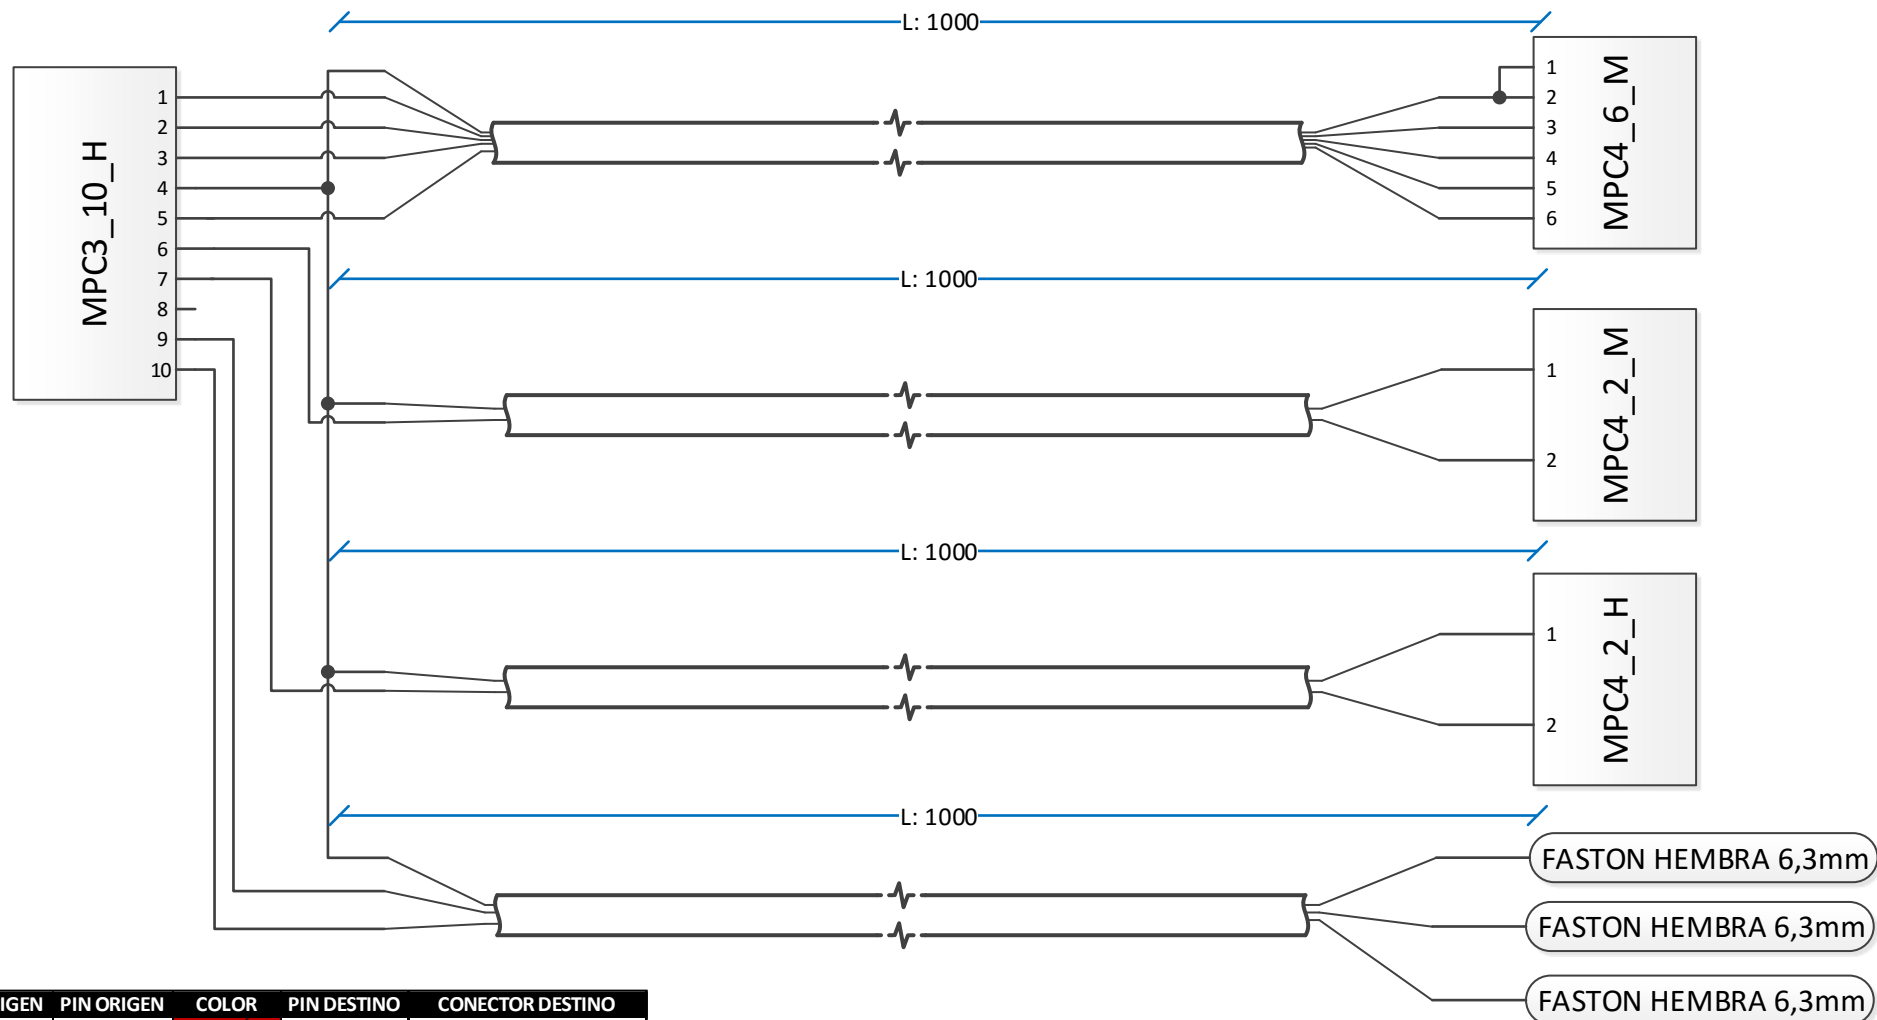 L: 1000
MPC3_10_H
1
2
3
4
5
6
7
8
9
10
1
2
3
4
5
6
MPC4_6_M
L: 1000
1
2
MPC4_2_M
L: 1000
1
2
MPC4_2_H
L: 1000
FASTON HEMBRA 6,3mm
FASTON HEMBRA 6,3mm
FASTON HEMBRA 6,3mm
IGEN PIN ORIGEN COLOR PIN DESTINO CONECTOR DESTINO